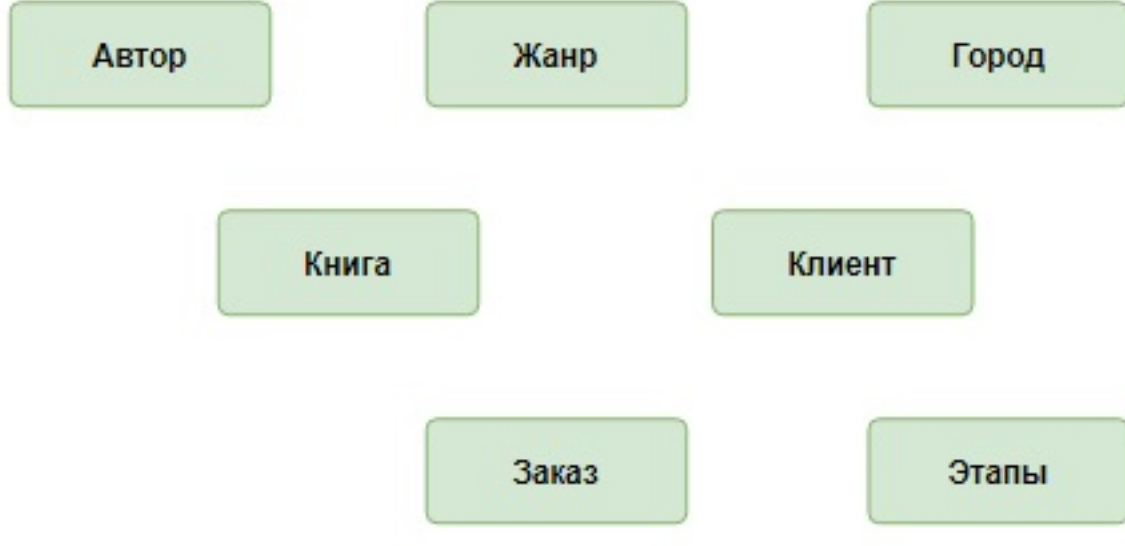 Автор
Жанр
Город
Книга
Клиент
Заказ
Этапы